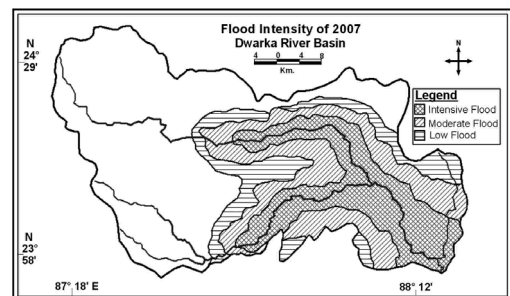 Flood Intensity of 2007
Dwarka River Basin
4 0 4 8
Km.
N
N
24
29'
Legend
Intensive Flood
Moderate Flood
Low Flood
N
23
58'
87° 18' E
88° 12'